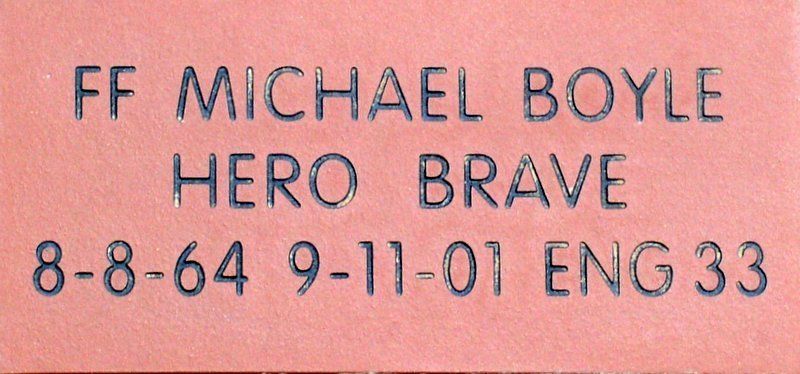 FF MICHAEL BOYLE
HERO BRAVE
8-8-64 9-11-01 ENG 33